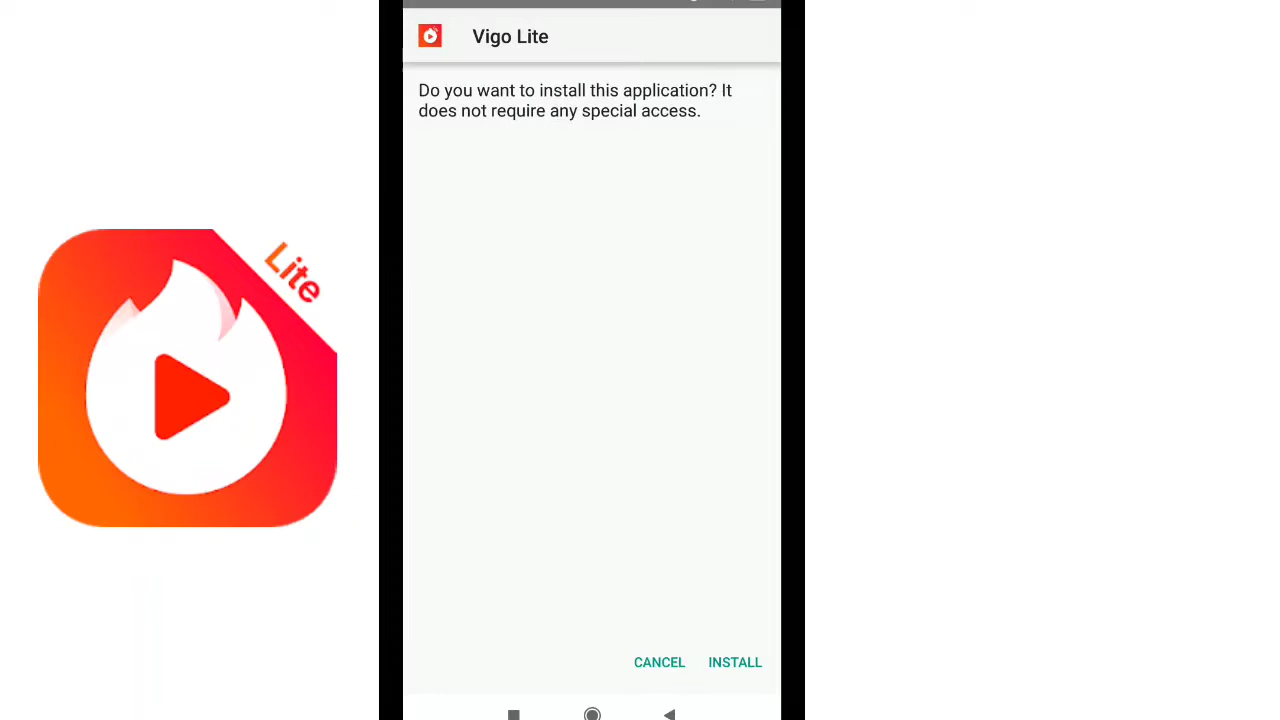 Vigo Lite
Do you want to install this application? It
does not require any special access.
Lite
CANCEL INSTALL